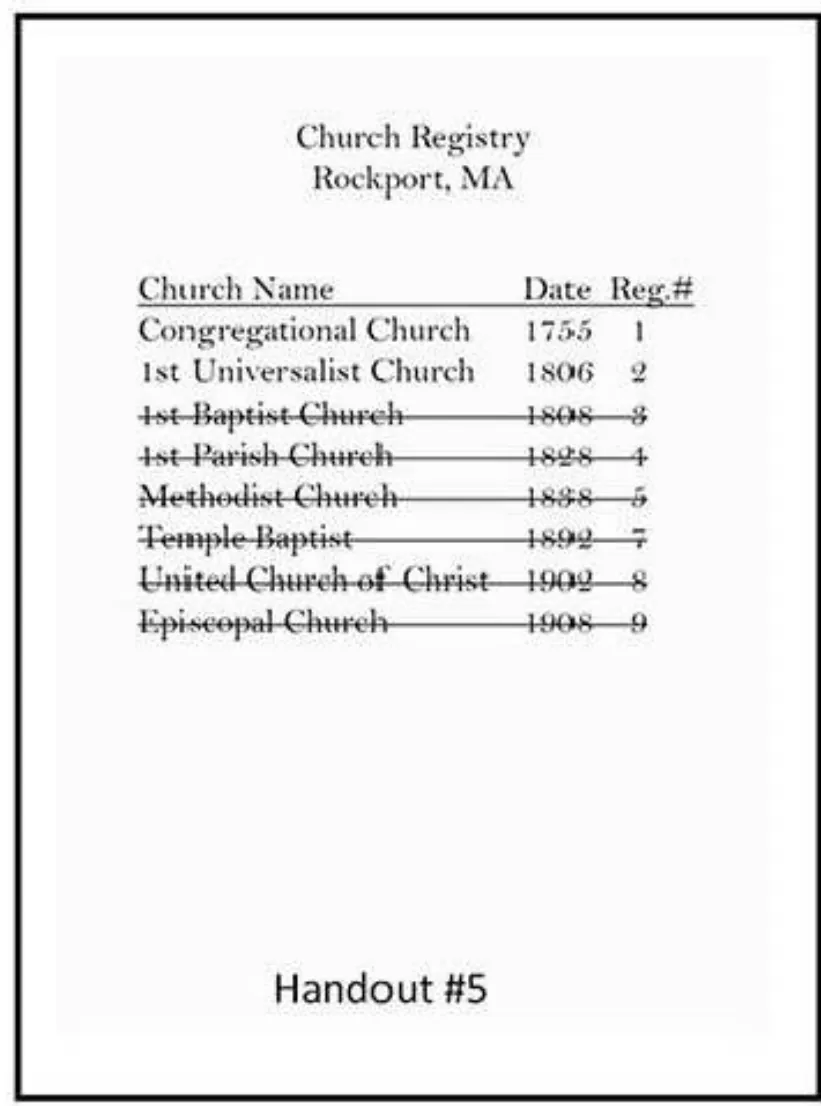 Church Registry
Rockport, MA
Church Name Date Reg.#
Congregational Church 1755 1
1st Universalist Church 1806 2
1st Baptist Church 1808 3
1st Parish Church 1828 4
Methodist Church 1838 5
Temple Baptist 1892 7
United Church of Christ 1902 8
Episcopal Church 1908 9
Handout #5